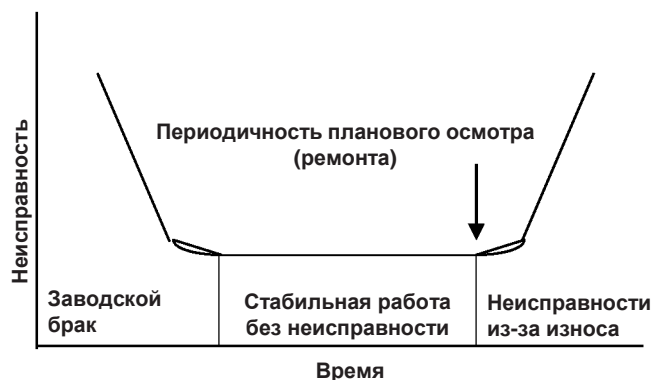 Неисправность
Периодичность планового осмотра
(ремонта)
Заводской
брак
Стабильная работа
без неисправности
Неисправности
из-за износа
Время